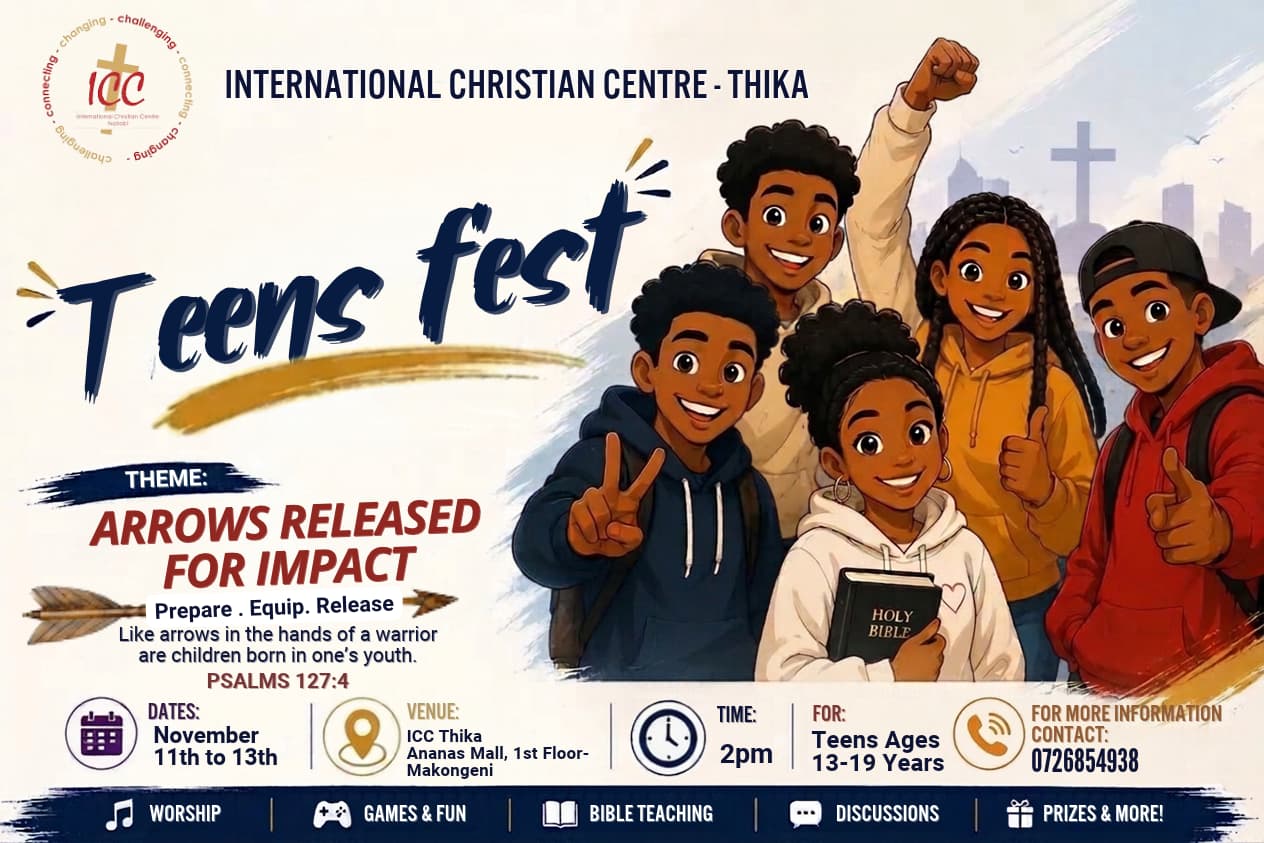 connecting - changing - challenging - connecting - changing - challenging -
ICC
International Christian Centre
Nairobi
INTERNATIONAL CHRISTIAN CENTRE - THIKA
Teens fest
THEME:
ARROWS RELEASED
FOR IMPACT
Prepare . Equip. Release
Like arrows in the hands of a warrior
are children born in one's youth.
PSALMS 127:4
HOLY
BIBLE
DATES:
November
11th to 13th
VENUE:
ICC Thika
Ananas Mall, 1st Floor-
Makongeni
TIME:
2pm
FOR:
Teens Ages
13-19 Years
FOR MORE INFORMATION
CONTACT:
0726854938
WORSHIP
GAMES & FUN
BIBLE TEACHING
DISCUSSIONS
PRIZES & MORE!